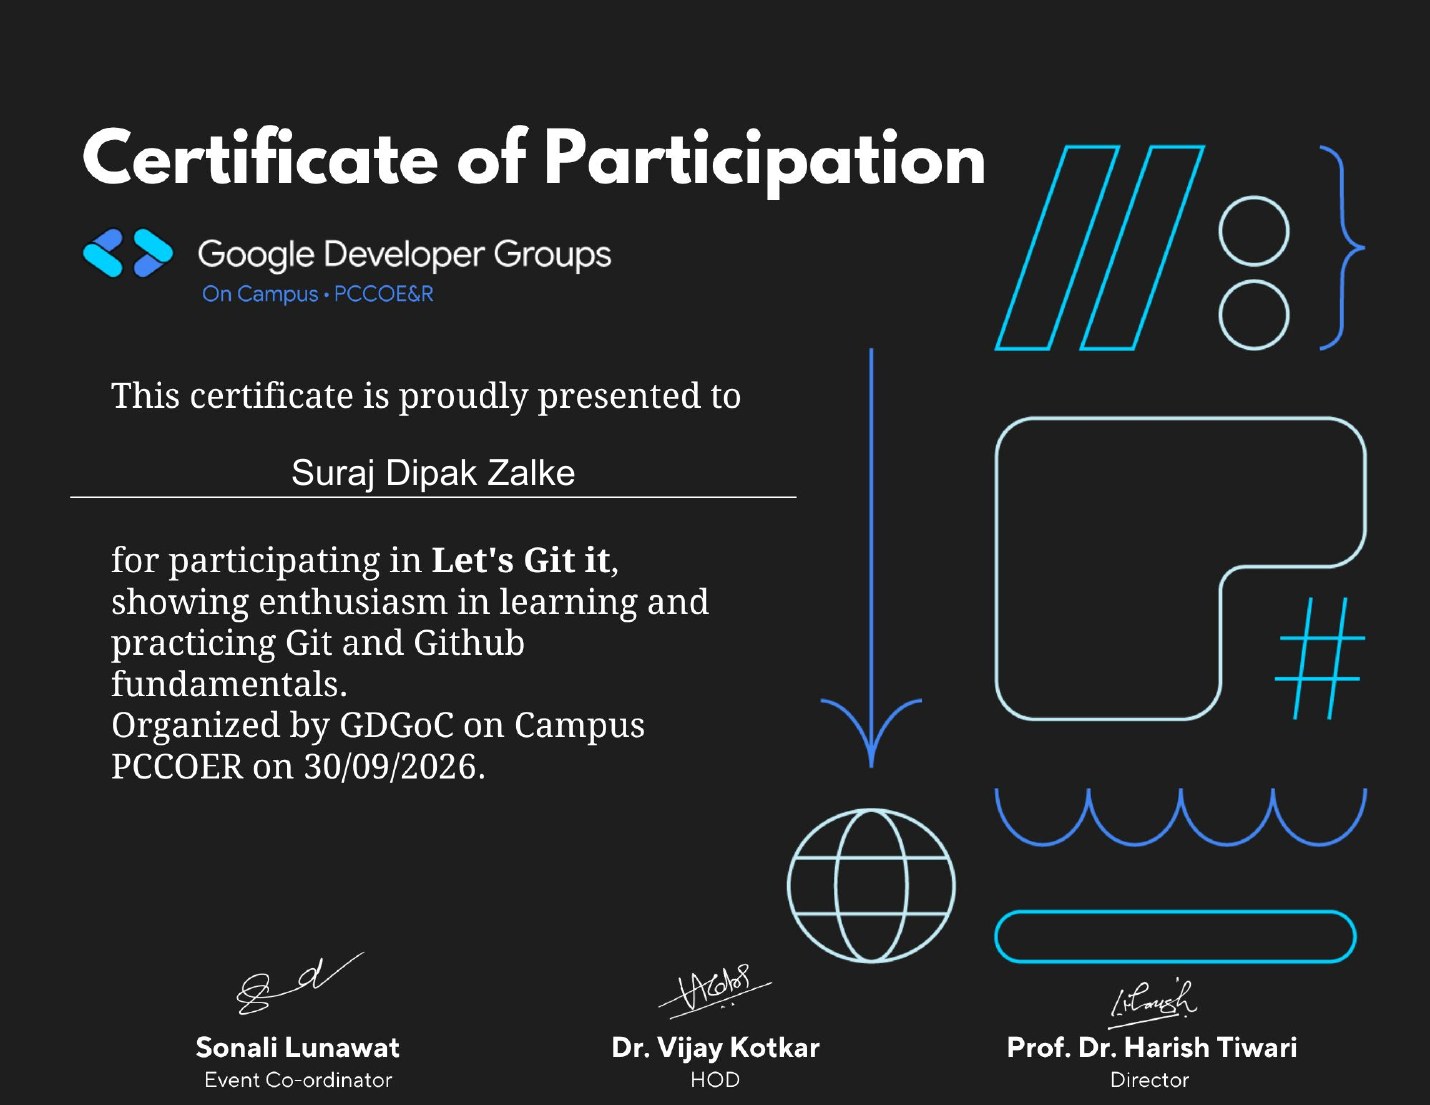 Certificate of Participation
Google Developer Groups
On Campus • PCCOE&R
This certificate is proudly presented to
Suraj Dipak Zalke
for participating in Let's Git it,
showing enthusiasm in learning and
practicing Git and Github
fundamentals.
Organized by GDGoC on Campus
PCCOER on 30/09/2026.
Sonali Lunawat
Event Co-ordinator
Dr. Vijay Kotkar
HOD
Prof. Dr. Harish Tiwari
Director